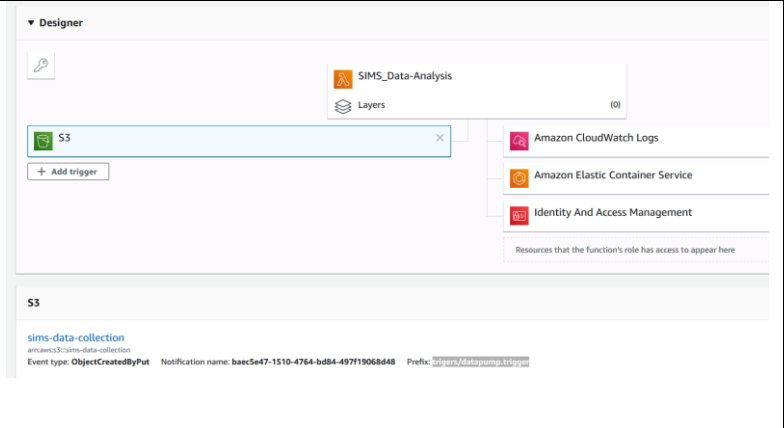 Designer
SIMS_Data-Analysis
Layers (0)
S3
Add trigger
Amazon CloudWatch Logs
Amazon Elastic Container Service
Identity And Access Management
Resources that the function's role has access to appear here
S3
sims-data-collection
arn:aws:s3:::sims-data-collection
Event type: ObjectCreatedByPut Notification name: baec5e47-1510-4764-bd84-497f19068d48 Prefix: trigers/datapump.trigger